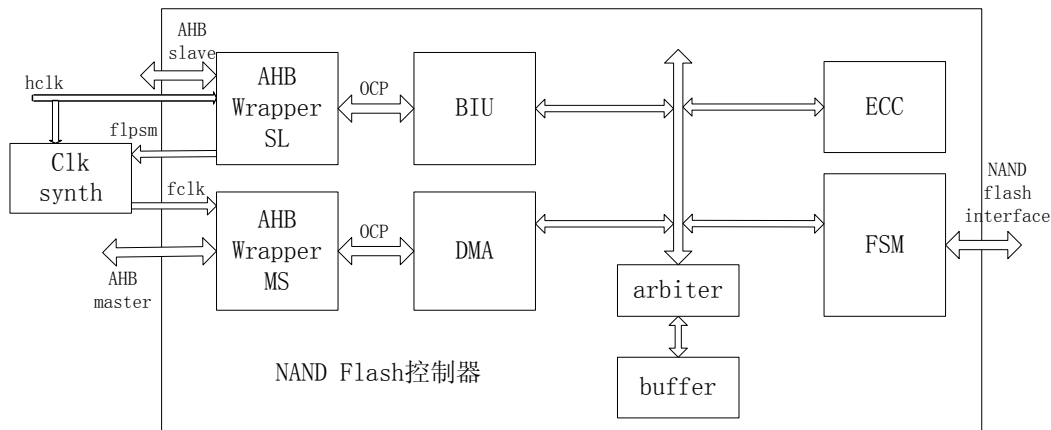 AHB
slave
hclk
AHB
Wrapper
SL
OCP
BIU
ECC
flpsm
Clk
synth
fclk
AHB
Wrapper
MS
OCP
DMA
FSM
NAND
flash
interface
AHB
master
arbiter
buffer
NAND Flash控制器